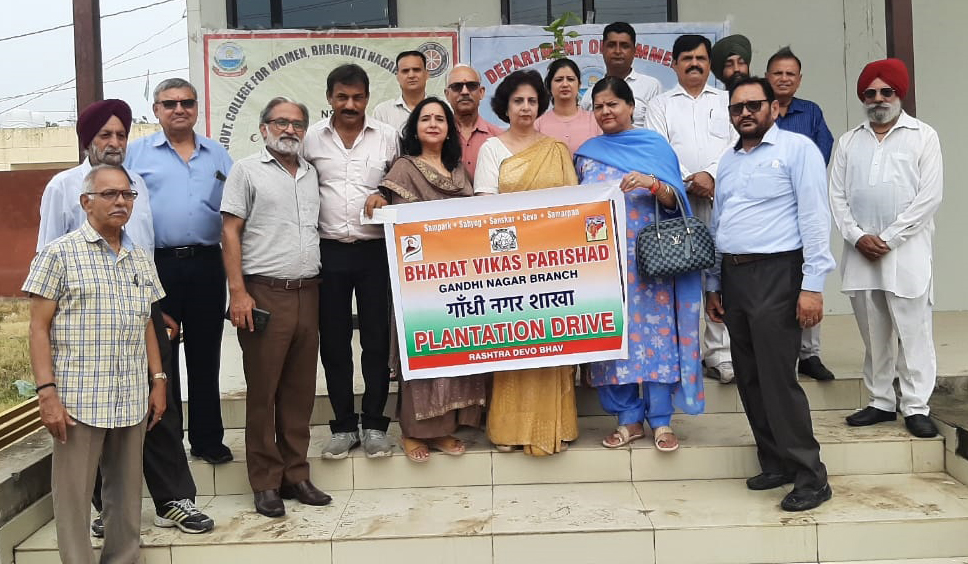 GOVT. COLLEGE FOR WOMEN, BHAGWATI NAGAR
DEPARTMENT OF COMME
Sampark * Sahyog * Sanskar * Seva * Samarpan
BHARAT VIKAS PARISHAD
GANDHI NAGAR BRANCH
गाँधी नगर शाखा
PLANTATION DRIVE
RASHTRA DEVO BHAV